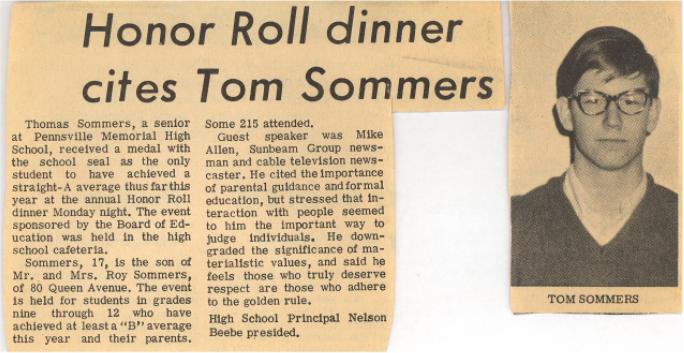 Honor Roll dinner
cites Tom Sommers
Thomas Sommers, a senior
at Pennsville Memorial High
School, received a medal with
the school seal as the only
student to have achieved a
straight-A average thus far this
year at the annual Honor Roll
dinner Monday night. The event
sponsored by the Board of Ed-
ucation was held in the high
school cafeteria.
Sommers, 17, is the son of
Mr. and Mrs. Roy Sommers,
of 80 Queen Avenue. The event
is held for students in grades
nine through 12 who have
achieved at least a "B" average
this year and their parents.
Some 215 attended.
Guest speaker was Mike
Allen, Sunbeam Group news-
man and cable television news-
caster. He cited the importance
of parental guidance and formal
education, but stressed that in-
teraction with people seemed
to him the important way to
judge individuals. He down-
graded the significance of ma-
terialistic values, and said he
feels those who truly deserve
respect are those who adhere
to the golden rule.
High School Principal Nelson
Beebe presided.
TOM SOMMERS